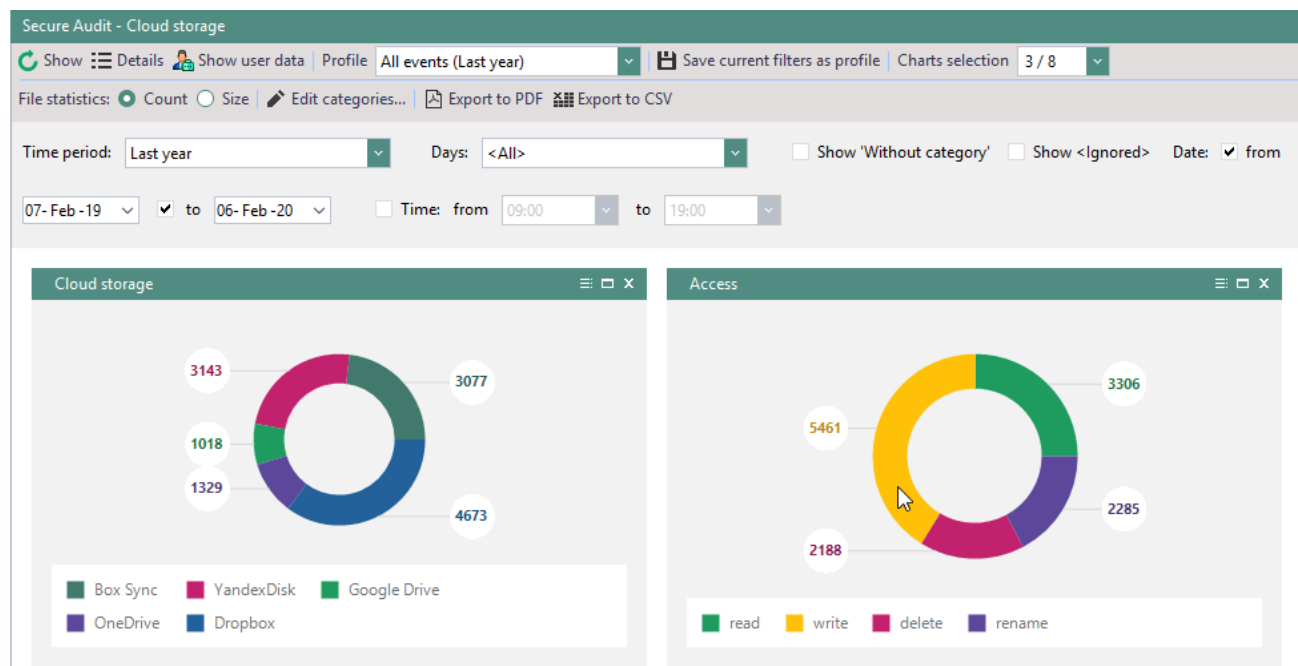 Secure Audit - Cloud storage
Show Details Show user data Profile All events (Last year) Save current filters as profile Charts selection 3 / 8
File statistics: Count Size Edit categories... Export to PDF Export to CSV
Time period: Last year Days: <All> Show 'Without category' Show <Ignored> Date: from
07- Feb -19 to 06- Feb -20 Time: from 09:00 to 19:00
Cloud storage
3143
3077
1018
1329
4673
Box Sync YandexDisk Google Drive
OneDrive Dropbox
Access
3306
5461
2285
2188
read write delete rename